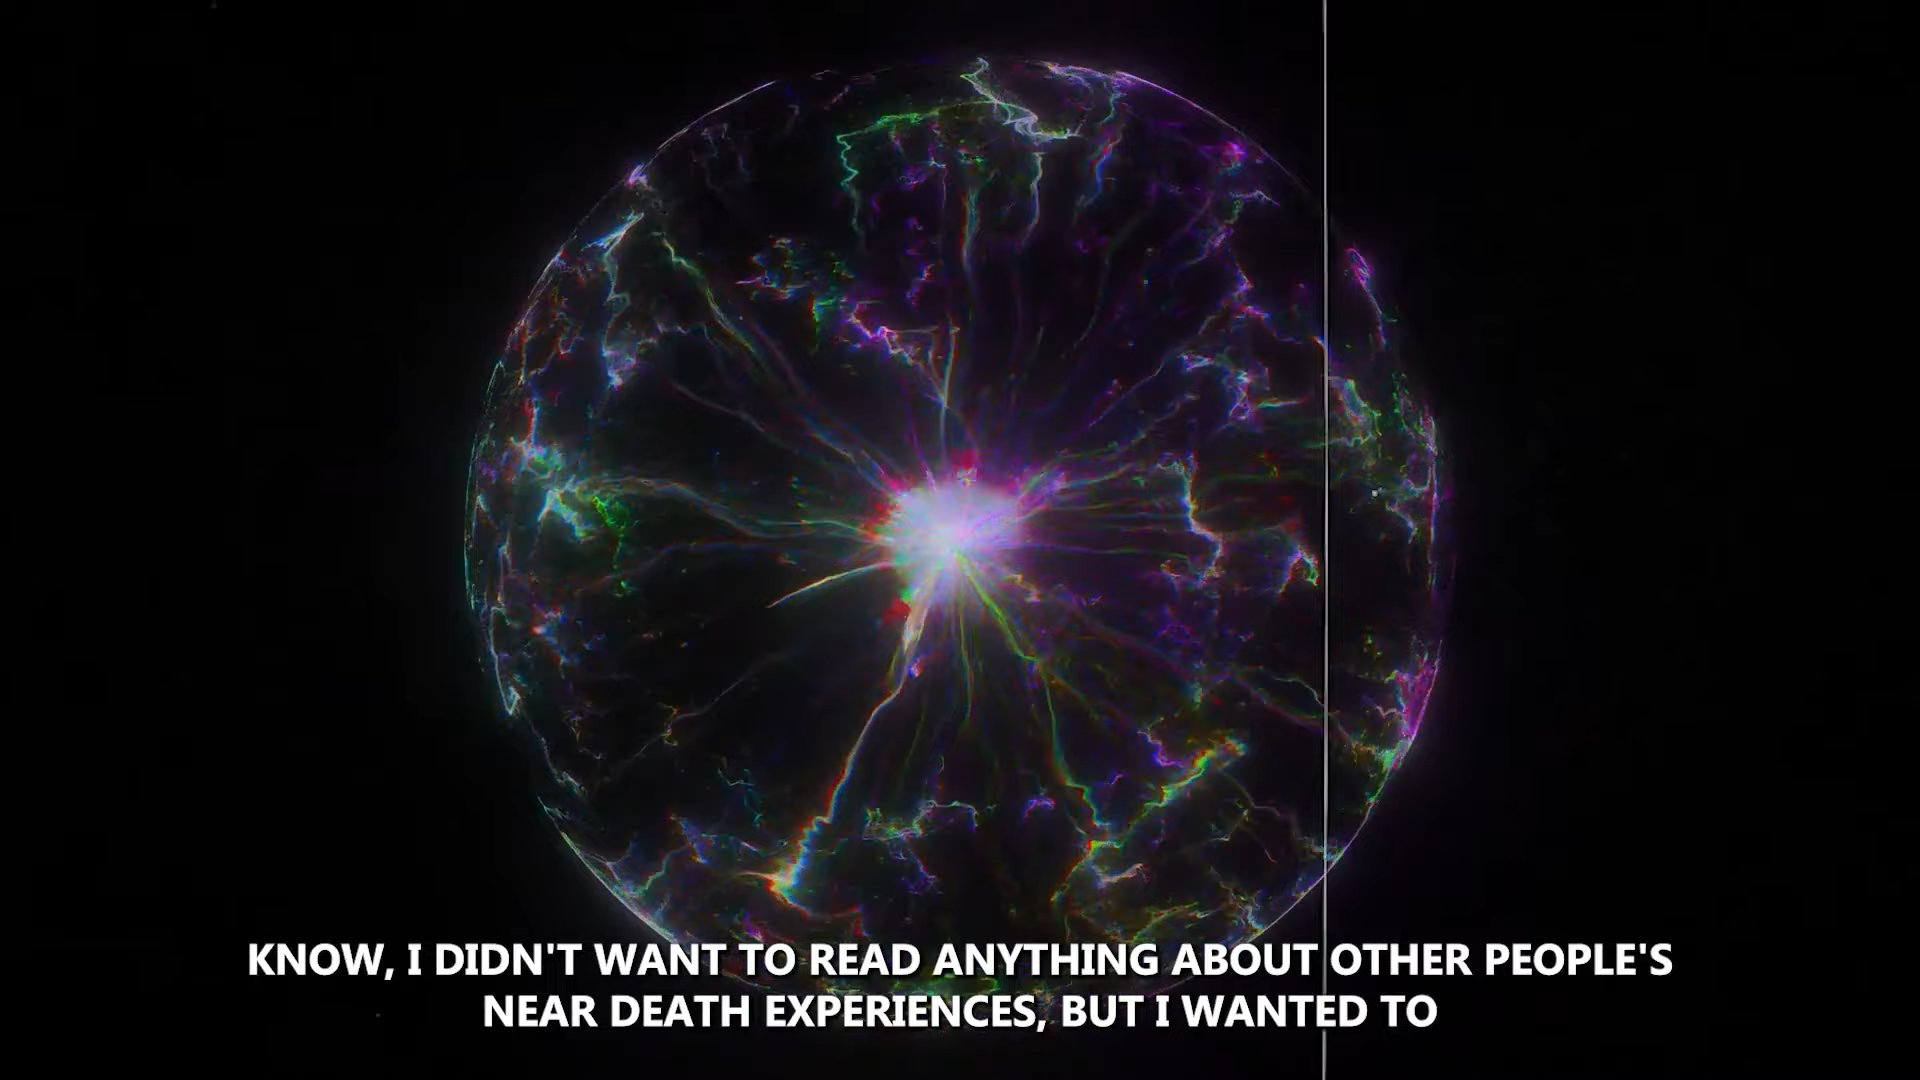 KNOW, I DIDN'T WANT TO READ ANYTHING ABOUT OTHER PEOPLE'S
NEAR DEATH EXPERIENCES, BUT I WANTED TO